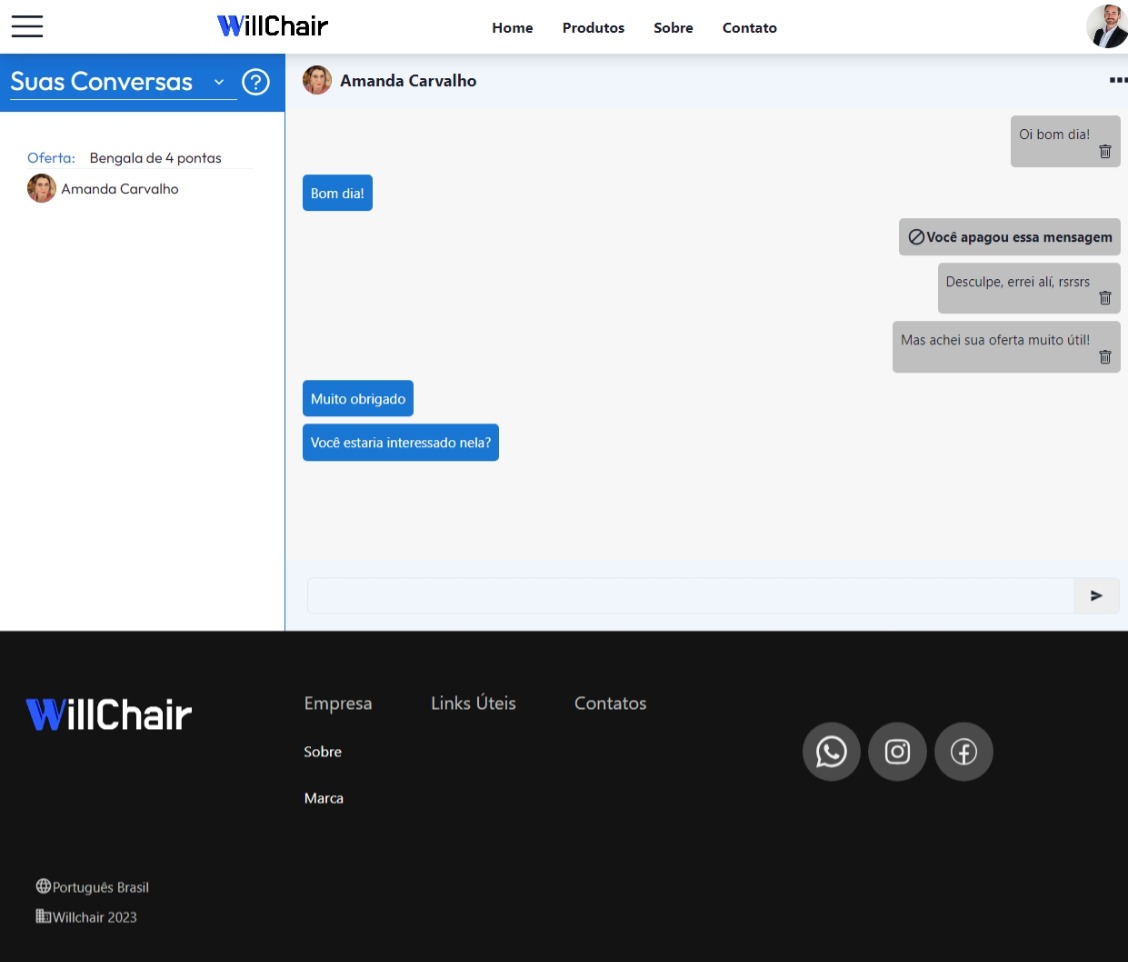 WillChair
Home Produtos Sobre Contato
Suas Conversas
Amanda Carvalho
Oferta: Bengala de 4 pontas
Amanda Carvalho
Oi bom dia!
Bom dia!
Você apagou essa mensagem
Desculpe, errei alí, rsrsrs
Mas achei sua oferta muito útil!
Muito obrigado
Você estaria interessado nela?
WillChair
Empresa Links Úteis Contatos
Sobre
Marca
Português Brasil
Willchair 2023